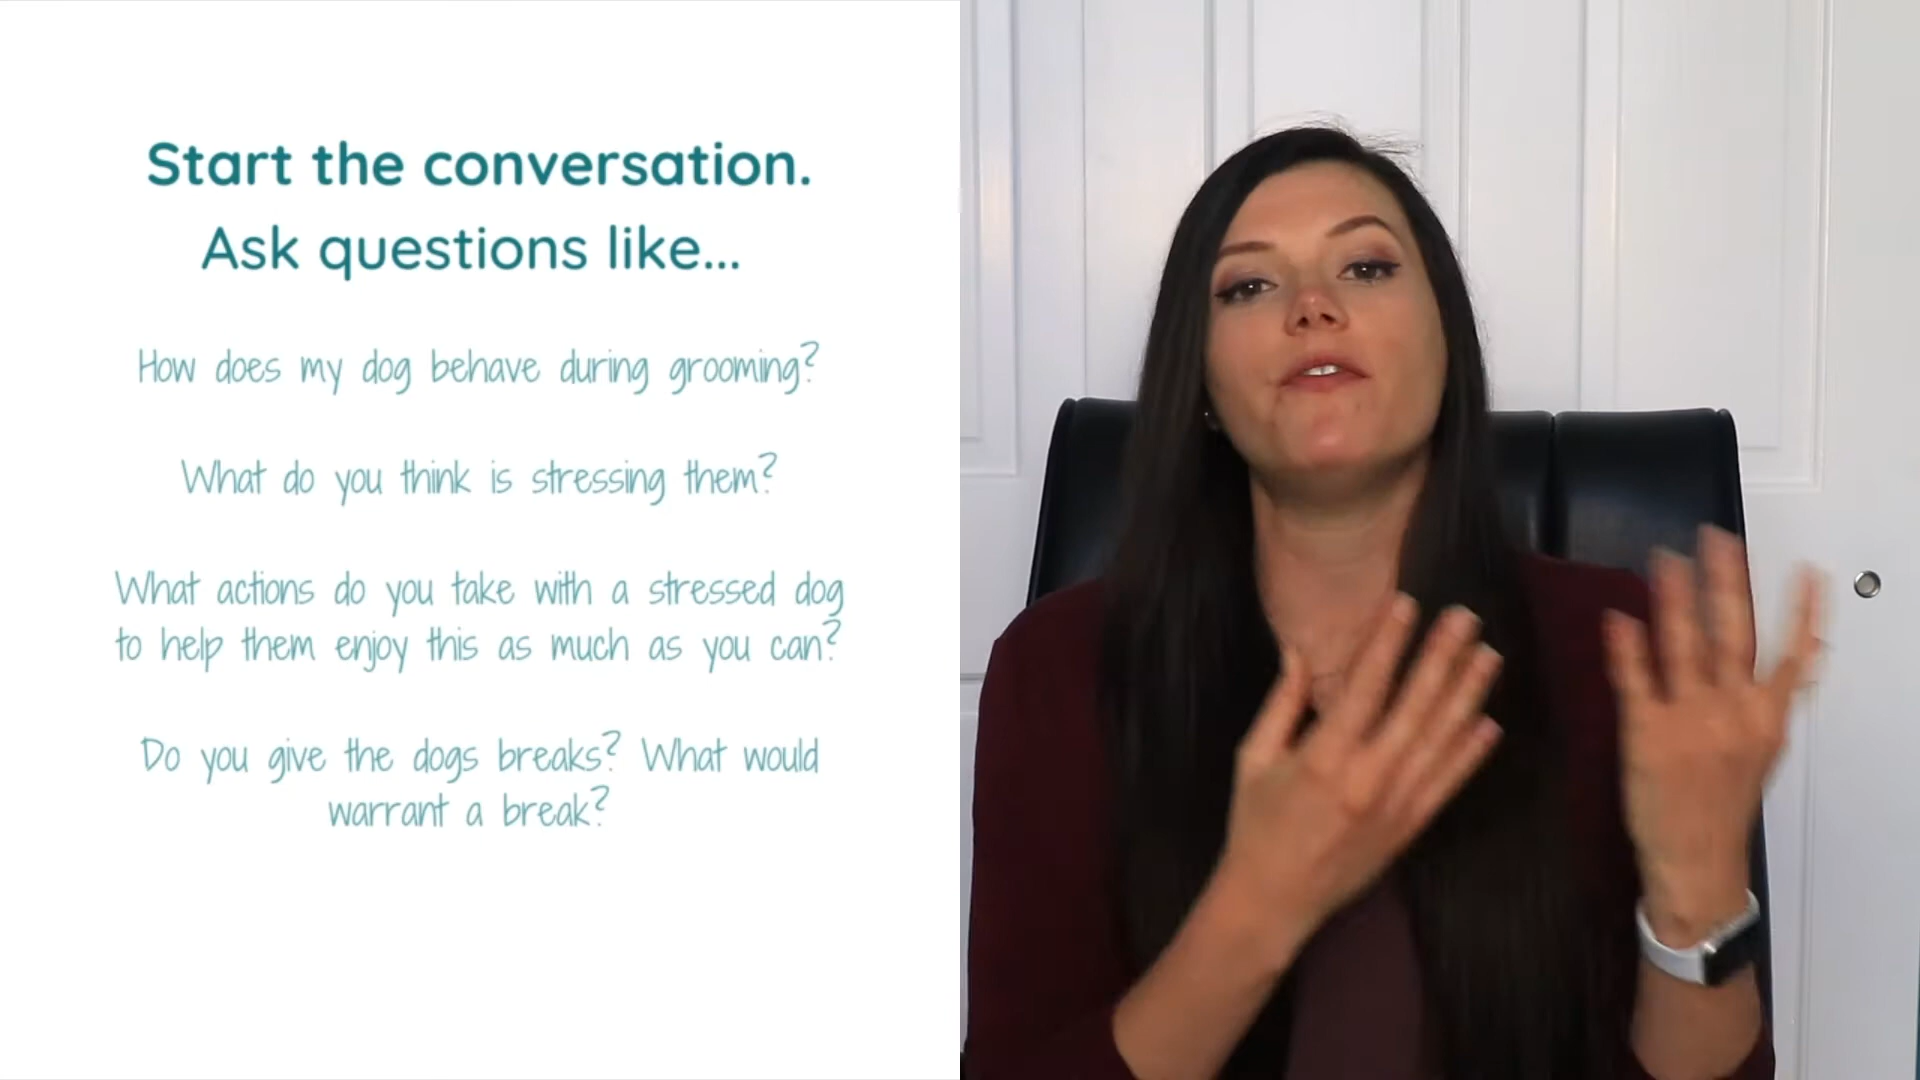 Start the conversation.
Ask questions like...
How does my dog behave during grooming?
What do you think is stressing them?
What actions do you take with a stressed dog
to help them enjoy this as much as you can?
Do you give the dogs breaks? What would
warrant a break?